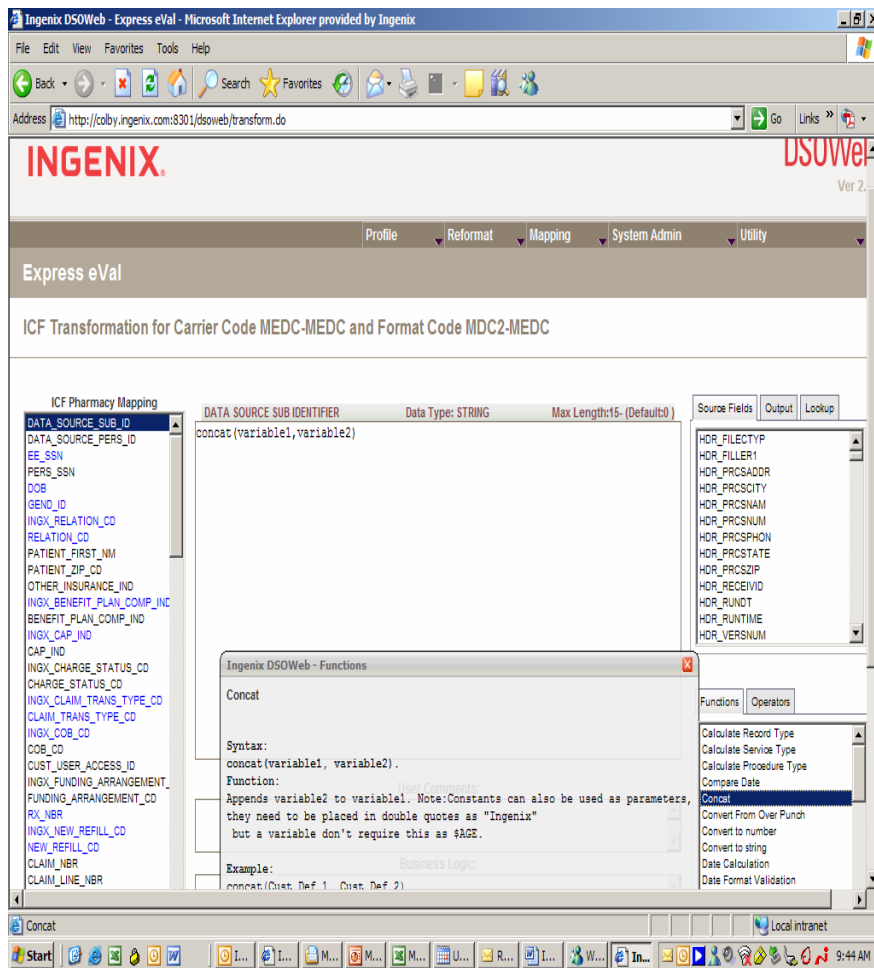 Ingenix DSOWeb - Express eVal - Microsoft Internet Explorer provided by Ingenix
File Edit View Favorites Tools Help
Back Search Favorites
Address http://colby.ingenix.com:8301/dsoweb/transform.do Go Links »
INGENIX.
DSOWeb
Ver 2.
Profile Reformat Mapping System Admin Utility
Express eVal
ICF Transformation for Carrier Code MEDC-MEDC and Format Code MDC2-MEDC
ICF Pharmacy Mapping
DATA_SOURCE_SUB_ID
DATA_SOURCE_PERS_ID
EE_SSN
PERS_SSN
DOB
GEND_ID
INGX_RELATION_CD
RELATION_CD
PATIENT_FIRST_NM
PATIENT_ZIP_CD
OTHER_INSURANCE_IND
INGX_BENEFIT_PLAN_COMP_IND
BENEFIT_PLAN_COMP_IND
INGX_CAP_IND
CAP_IND
INGX_CHARGE_STATUS_CD
CHARGE_STATUS_CD
INGX_CLAIM_TRANS_TYPE_CD
CLAIM_TRANS_TYPE_CD
INGX_COB_CD
COB_CD
CUST_USER_ACCESS_ID
INGX_FUNDING_ARRANGEMENT_
FUNDING_ARRANGEMENT_CD
RX_NBR
INGX_NEW_REFILL_CD
NEW_REFILL_CD
CLAIM_NBR
CLAIM_LINE_NBR
DATA SOURCE SUB IDENTIFIER Data Type: STRING Max Length:15- (Default:0 )
concat(variable1,variable2)
User Comments:
Business Logic:
Ingenix DSOWeb - Functions
Concat
Syntax:
concat(variable1, variable2).
Function:
Appends variable2 to variable1. Note:Constants can also be used as parameters,
they need to be placed in double quotes as "Ingenix"
but a variable don't require this as $AGE.
Example:
concat(Cust_Def_1, Cust_Def_2)
Source Fields Output Lookup
HDR_FILECTYP
HDR_FILLER1
HDR_PRCSADDR
HDR_PRCSCITY
HDR_PRCSNAM
HDR_PRCSNUM
HDR_PRCSPHON
HDR_PRCSTATE
HDR_PRCSZIP
HDR_RECEIVID
HDR_RUNDT
HDR_RUNTIME
HDR_VERSNUM
Functions Operators
Calculate Record Type
Calculate Service Type
Calculate Procedure Type
Compare Date
Concat
Convert From Over Punch
Convert to number
Convert to string
Date Calculation
Date Format Validation
Concat Local intranet
Start I... I... M... M... M... U... R... I... W... In... 9:44 AM